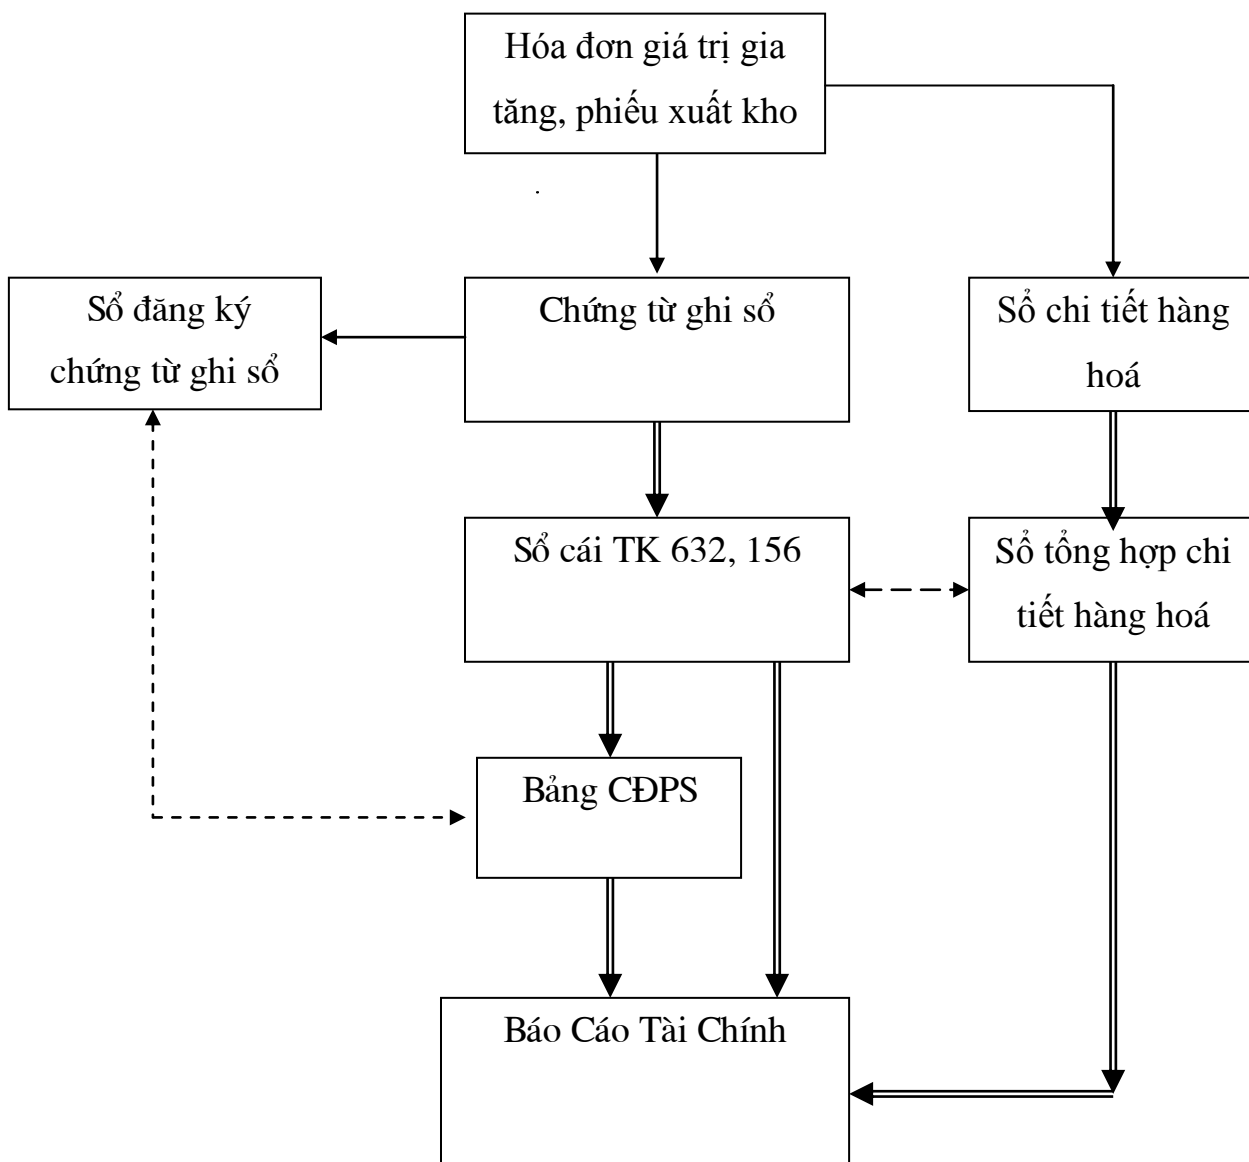 Hóa đơn giá trị gia
tăng, phiếu xuất kho
Sổ đăng ký
chứng từ ghi sổ
Chứng từ ghi sổ
Sổ chi tiết hàng
hoá
Sổ cái TK 632, 156
Sổ tổng hợp chi
tiết hàng hoá
Bảng CĐPS
Báo Cáo Tài Chính